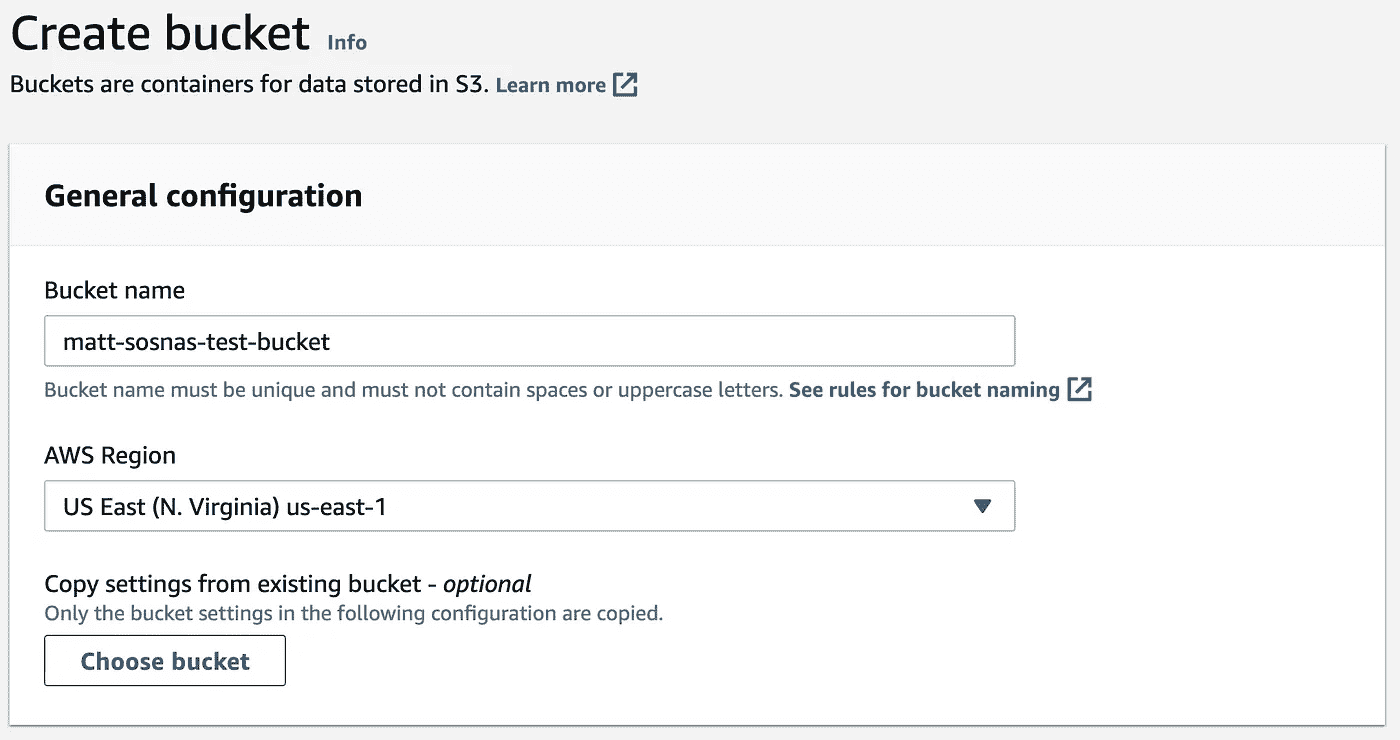 Create bucket Info
Buckets are containers for data stored in S3. Learn more
General configuration
Bucket name
matt-sosnas-test-bucket
Bucket name must be unique and must not contain spaces or uppercase letters. See rules for bucket naming
AWS Region
US East (N. Virginia) us-east-1
Copy settings from existing bucket - optional
Only the bucket settings in the following configuration are copied.
Choose bucket